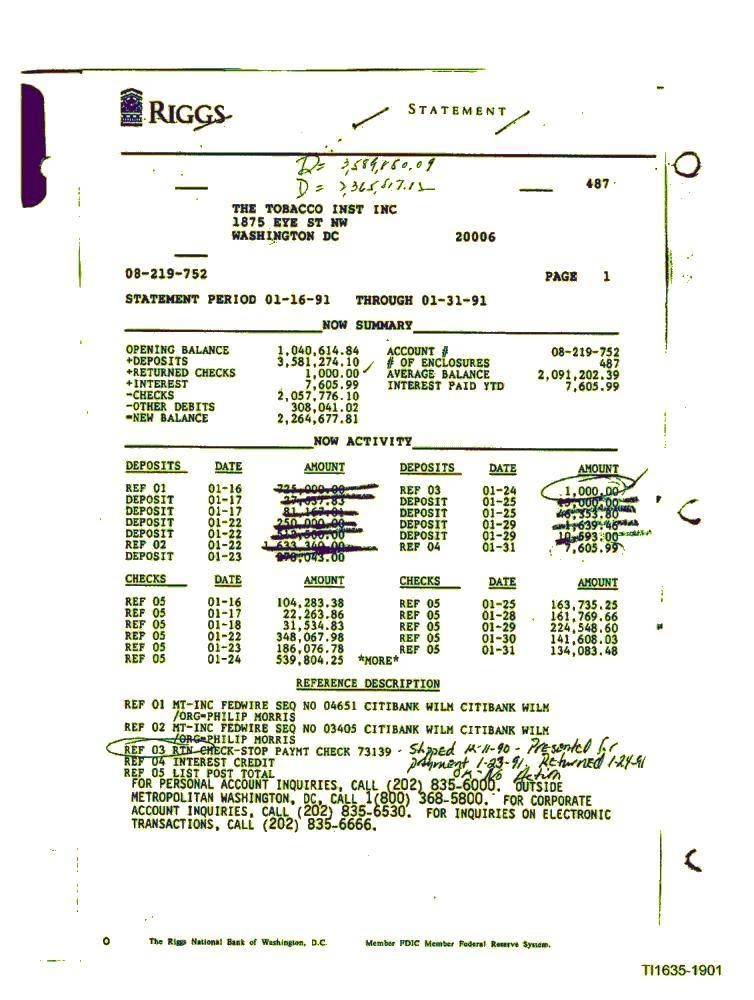 RIGGS
STATEMENT
D= 3,589,880.09
D =
487
THE TOBACCO INST INC
1875 EYE ST NW
WASHINGTON DC 20006
08-219-752 PAGE 1
STATEMENT PERIOD 01-16-91 THROUGH 01-31-91
NOW SUMMARY
OPENING BALANCE 1,040,614.84 ACCOUNT # 08-219-752
+DEPOSITS 3,581,274.10 # OF ENCLOSURES 487
+RETURNED CHECKS 1,000.00 AVERAGE BALANCE 2,091,202.39
+INTEREST 7,605.99 INTEREST PAID YTD 7,605.99
-CHECKS 2,057,776.10
-OTHER DEBITS 308,041.02
=NEW BALANCE 2,264,677.81
NOW ACTIVITY
DEPOSITS DATE AMOUNT DEPOSITS DATE AMOUNT
REF 01 01-16 725,000.00 REF 03 01-24 1,000.00
DEPOSIT 01-17 DEPOSIT 01-25
DEPOSIT 01-17 DEPOSIT 01-25
DEPOSIT 01-22 250,000.00 DEPOSIT 01-29
DEPOSIT 01-22 DEPOSIT 01-29
REF 02 01-22 REF 04 01-31 7,605.99
DEPOSIT 01-23
CHECKS DATE AMOUNT CHECKS DATE AMOUNT
REF 05 01-16 104,283.38 REF 05 01-25 163,735.25
REF 05 01-17 22,263.86 REF 05 01-28 161,769.66
REF 05 01-18 31,534.83 REF 05 01-29 224,548.60
REF 05 01-22 348,067.98 REF 05 01-30 141,608.03
REF 05 01-23 186,076.78 REF 05 01-31 134,083.48
REF 05 01-24 539,804.25 *MORE*
REFERENCE DESCRIPTION
REF 01 MT-INC FEDWIRE SEQ NO 04651 CITIBANK WILM CITIBANK WILM
/ORG=PHILIP MORRIS
REF 02 MT-INC FEDWIRE SEQ NO 03405 CITIBANK WILM CITIBANK WILM
/ORG=PHILIP MORRIS
REF 03 RTN CHECK-STOP PAYMT CHECK 73139 - Stopped 12-11-90 - Presented for
REF 04 INTEREST CREDIT payment 1-23-91, Returned 1-24-91
REF 05 LIST POST TOTAL OK - No Action
FOR PERSONAL ACCOUNT INQUIRIES, CALL (202) 835-6000. OUTSIDE
METROPOLITAN WASHINGTON, DC, CALL 1(800) 368-5800. FOR CORPORATE
ACCOUNT INQUIRIES, CALL (202) 835-6530. FOR INQUIRIES ON ELECTRONIC
TRANSACTIONS, CALL (202) 835-6666.
The Riggs National Bank of Washington, D.C. Member FDIC Member Federal Reserve System.
TI1635-1901